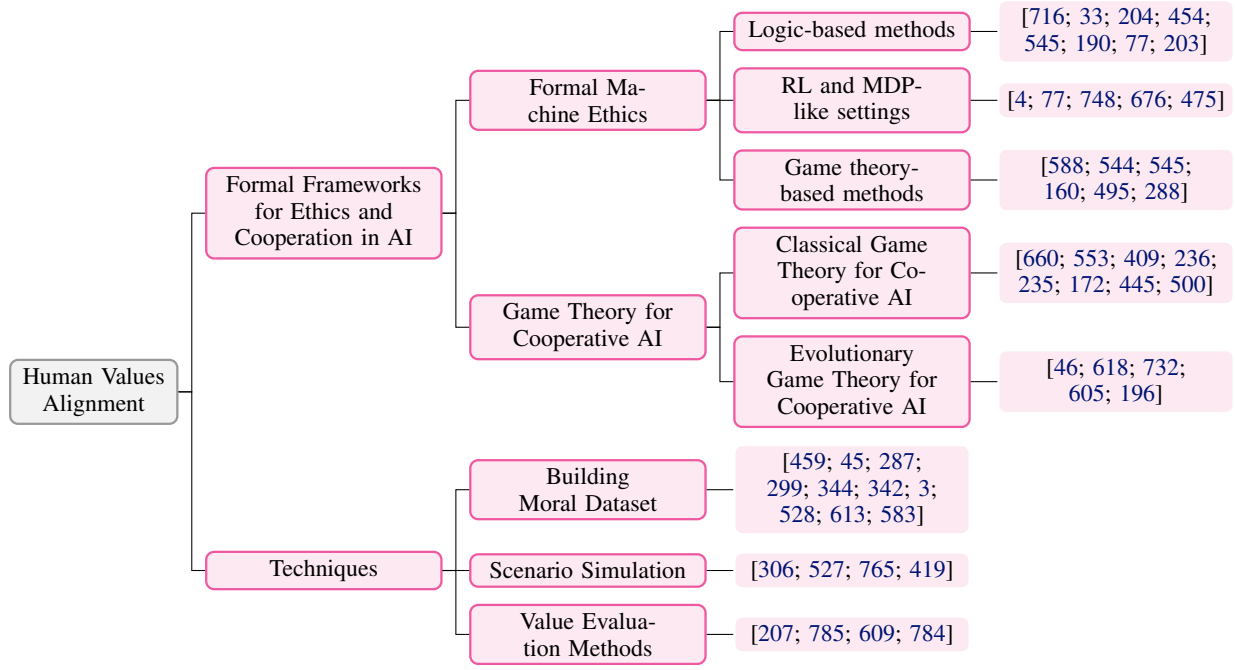 Human Values
Alignment
Formal Frameworks
for Ethics and
Cooperation in AI
Formal Ma-
chine Ethics
Logic-based methods
[716; 33; 204; 454;
545; 190; 77; 203]
RL and MDP-
like settings
[4; 77; 748; 676; 475]
Game theory-
based methods
[588; 544; 545;
160; 495; 288]
Game Theory for
Cooperative AI
Classical Game
Theory for Co-
operative AI
[660; 553; 409; 236;
235; 172; 445; 500]
Evolutionary
Game Theory for
Cooperative AI
[46; 618; 732;
605; 196]
Techniques
Building
Moral Dataset
[459; 45; 287;
299; 344; 342; 3;
528; 613; 583]
Scenario Simulation
[306; 527; 765; 419]
Value Evalua-
tion Methods
[207; 785; 609; 784]